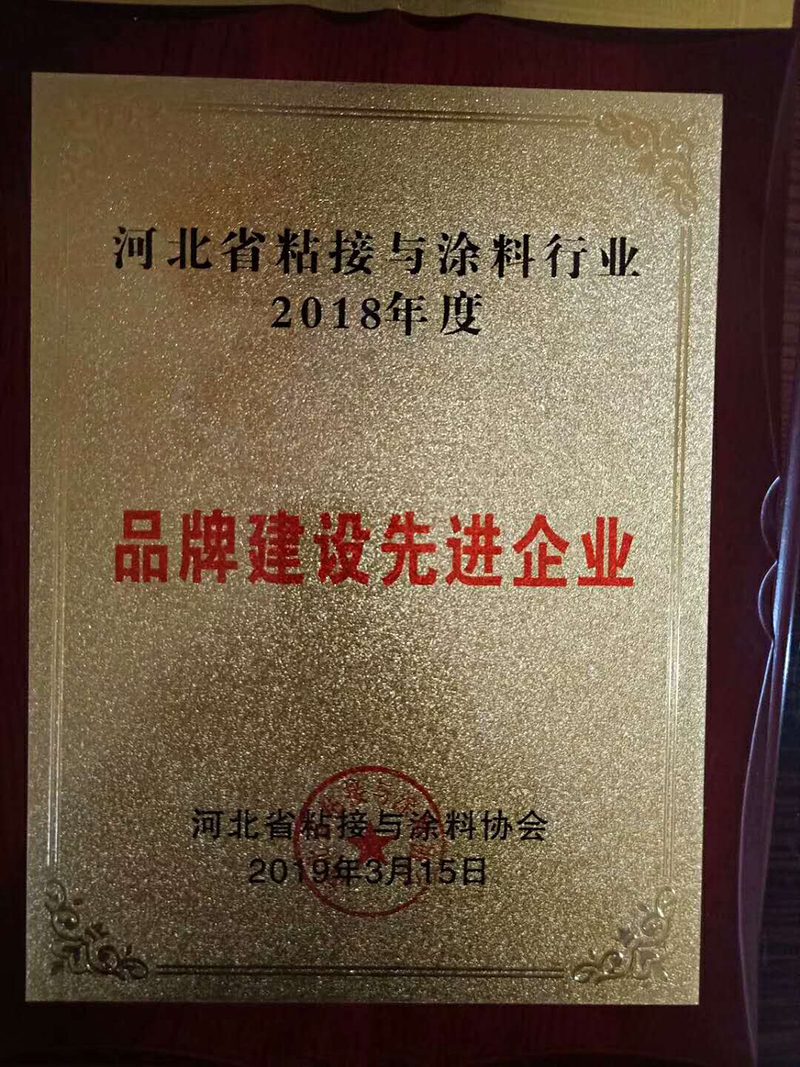 河北省粘接与涂料行业
2018年度
品牌建设先进企业
河北省粘接与涂料协会
2019年3月15日